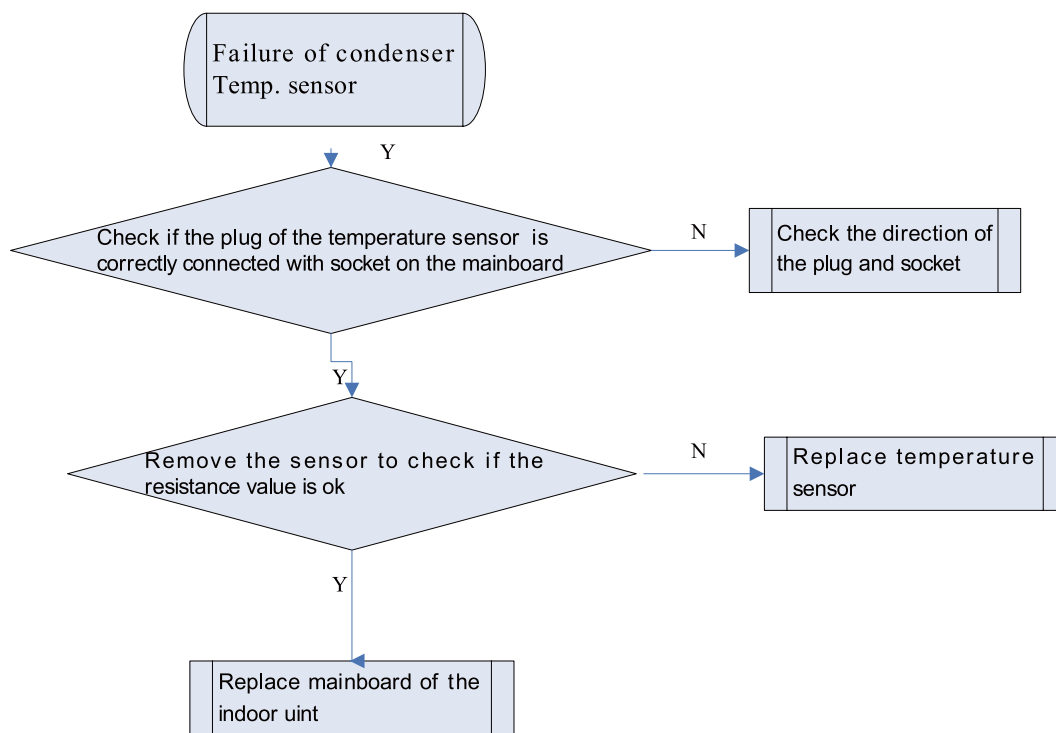 Failure of condenser
Temp. sensor
Y
Check if the plug of the temperature sensor is
correctly connected with socket on the mainboard
N
Check the direction of
the plug and socket
Y
Remove the sensor to check if the
resistance value is ok
N
Replace temperature
sensor
Y
Replace mainboard of the
indoor uint